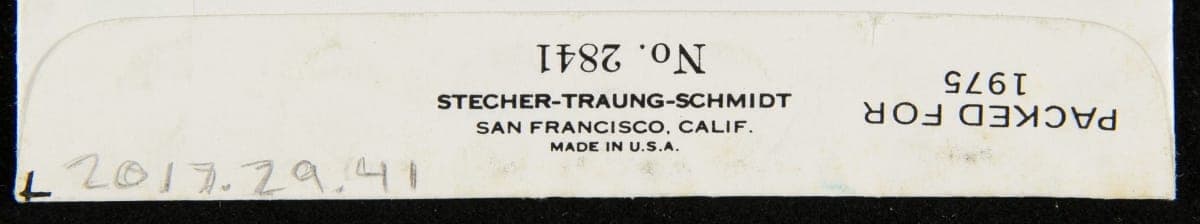 No. 2841
STECHER-TRAUNG-SCHMIDT
SAN FRANCISCO, CALIF.
MADE IN U.S.A.
PACKED FOR
1975
2017.29.41